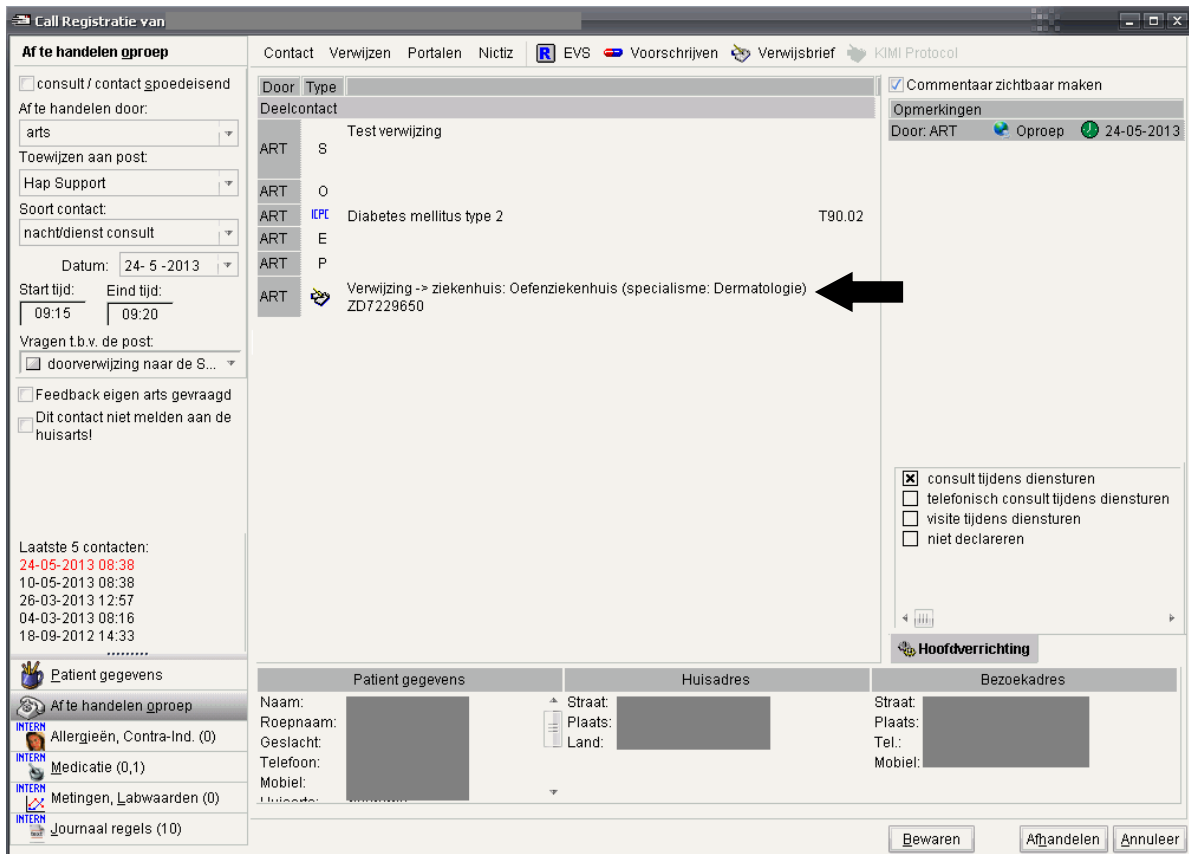 Call Registratie van
Af te handelen oproep
Contact Verwijzen Portalen Nictiz R EVS Voorschrijven Verwijsbrief KIMI Protocol
consult / contact spoedeisend
Af te handelen door:
arts
Toewijzen aan post:
Hap Support
Soort contact:
nacht/dienst consult
Datum: 24- 5 -2013
Start tijd: Eind tijd:
09:15 09:20
Vragen t.b.v. de post:
doorverwijzing naar de S...
Feedback eigen arts gevraagd
Dit contact niet melden aan de
huisarts!
Laatste 5 contacten:
24-05-2013 08:38
10-05-2013 08:38
26-03-2013 12:57
04-03-2013 08:16
18-09-2012 14:33
Patient gegevens
Af te handelen oproep
INTERN
Allergieën, Contra-Ind. (0)
INTERN
Medicatie (0,1)
INTERN
Metingen, Labwaarden (0)
INTERN
Journaal regels (10)
Door Type
Deelcontact
ART S Test verwijzing
ART O
ART ICPC Diabetes mellitus type 2 T90.02
ART E
ART P
ART Verwijzing -> ziekenhuis: Oefenziekenhuis (specialisme: Dermatologie)
ZD7229650
Commentaar zichtbaar maken
Opmerkingen
Door: ART Oproep 24-05-2013
consult tijdens diensturen
telefonisch consult tijdens diensturen
visite tijdens diensturen
niet declareren
Hoofdverrichting
Patient gegevens Huisadres Bezoekadres
Naam: Straat: Straat:
Roepnaam: Plaats: Plaats:
Geslacht: Land: Tel.:
Telefoon: Mobiel:
Mobiel:
Bewaren Afhandelen Annuleer